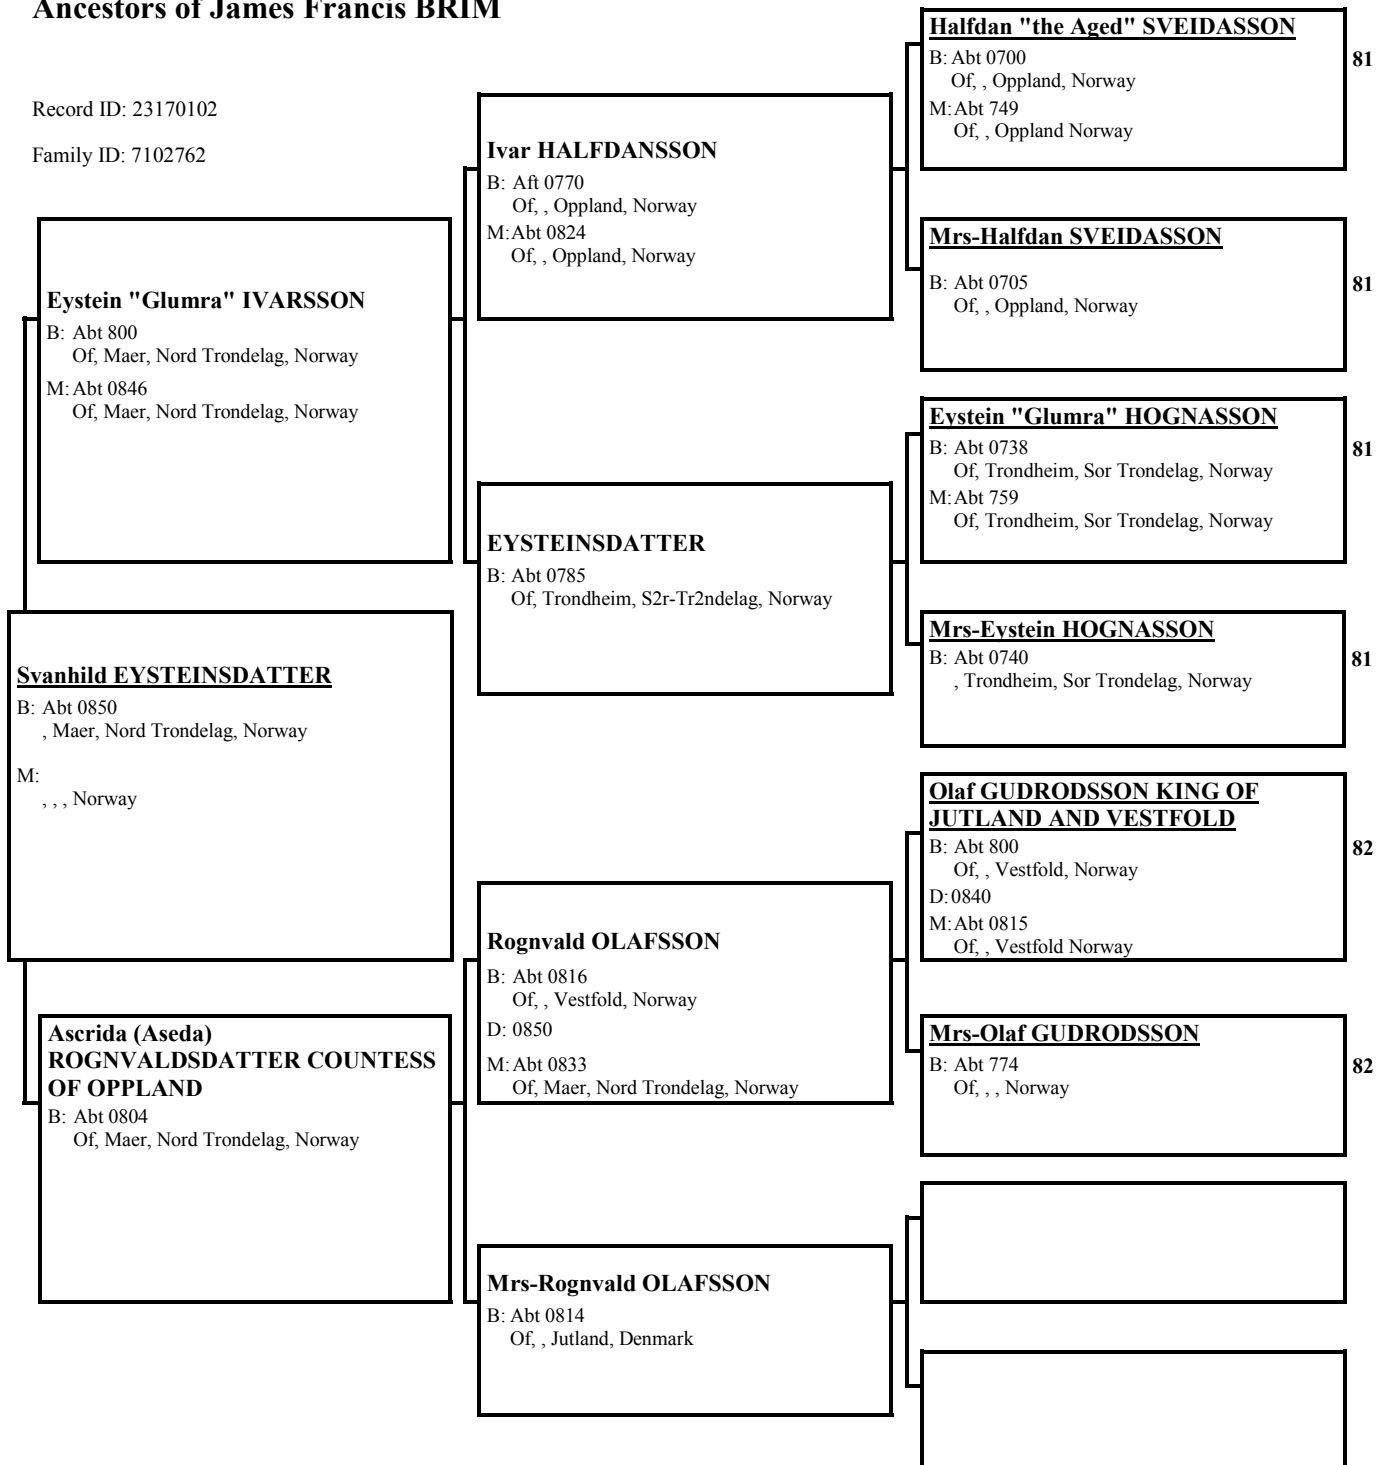 Ancestors of James Francis BRIM
Record ID: 23170102
Family ID: 7102762
Svanhild EYSTEINSDATTER
B: Abt 0850
, Maer, Nord Trondelag, Norway
M:
, , , Norway
Eystein "Glumra" IVARSSON
B: Abt 800
Of, Maer, Nord Trondelag, Norway
M: Abt 0846
Of, Maer, Nord Trondelag, Norway
Ascrida (Aseda)
ROGNVALDSDATTER COUNTESS
OF OPPLAND
B: Abt 0804
Of, Maer, Nord Trondelag, Norway
Ivar HALFDANSSON
B: Aft 0770
Of, , Oppland, Norway
M: Abt 0824
Of, , Oppland, Norway
EYSTEINSDATTER
B: Abt 0785
Of, Trondheim, S2r-Tr2ndelag, Norway
Rognvald OLAFSSON
B: Abt 0816
Of, , Vestfold, Norway
D: 0850
M: Abt 0833
Of, Maer, Nord Trondelag, Norway
Mrs-Rognvald OLAFSSON
B: Abt 0814
Of, , Jutland, Denmark
Halfdan "the Aged" SVEIDASSON
B: Abt 0700
Of, , Oppland, Norway
M: Abt 749
Of, , Oppland Norway
81
Mrs-Halfdan SVEIDASSON
B: Abt 0705
Of, , Oppland, Norway
81
Eystein "Glumra" HOGNASSON
B: Abt 0738
Of, Trondheim, Sor Trondelag, Norway
M: Abt 759
Of, Trondheim, Sor Trondelag, Norway
81
Mrs-Eystein HOGNASSON
B: Abt 0740
, Trondheim, Sor Trondelag, Norway
81
Olaf GUDRODSSON KING OF
JUTLAND AND VESTFOLD
B: Abt 800
Of, , Vestfold, Norway
D: 0840
M: Abt 0815
Of, , Vestfold Norway
82
Mrs-Olaf GUDRODSSON
B: Abt 774
Of, , , Norway
82